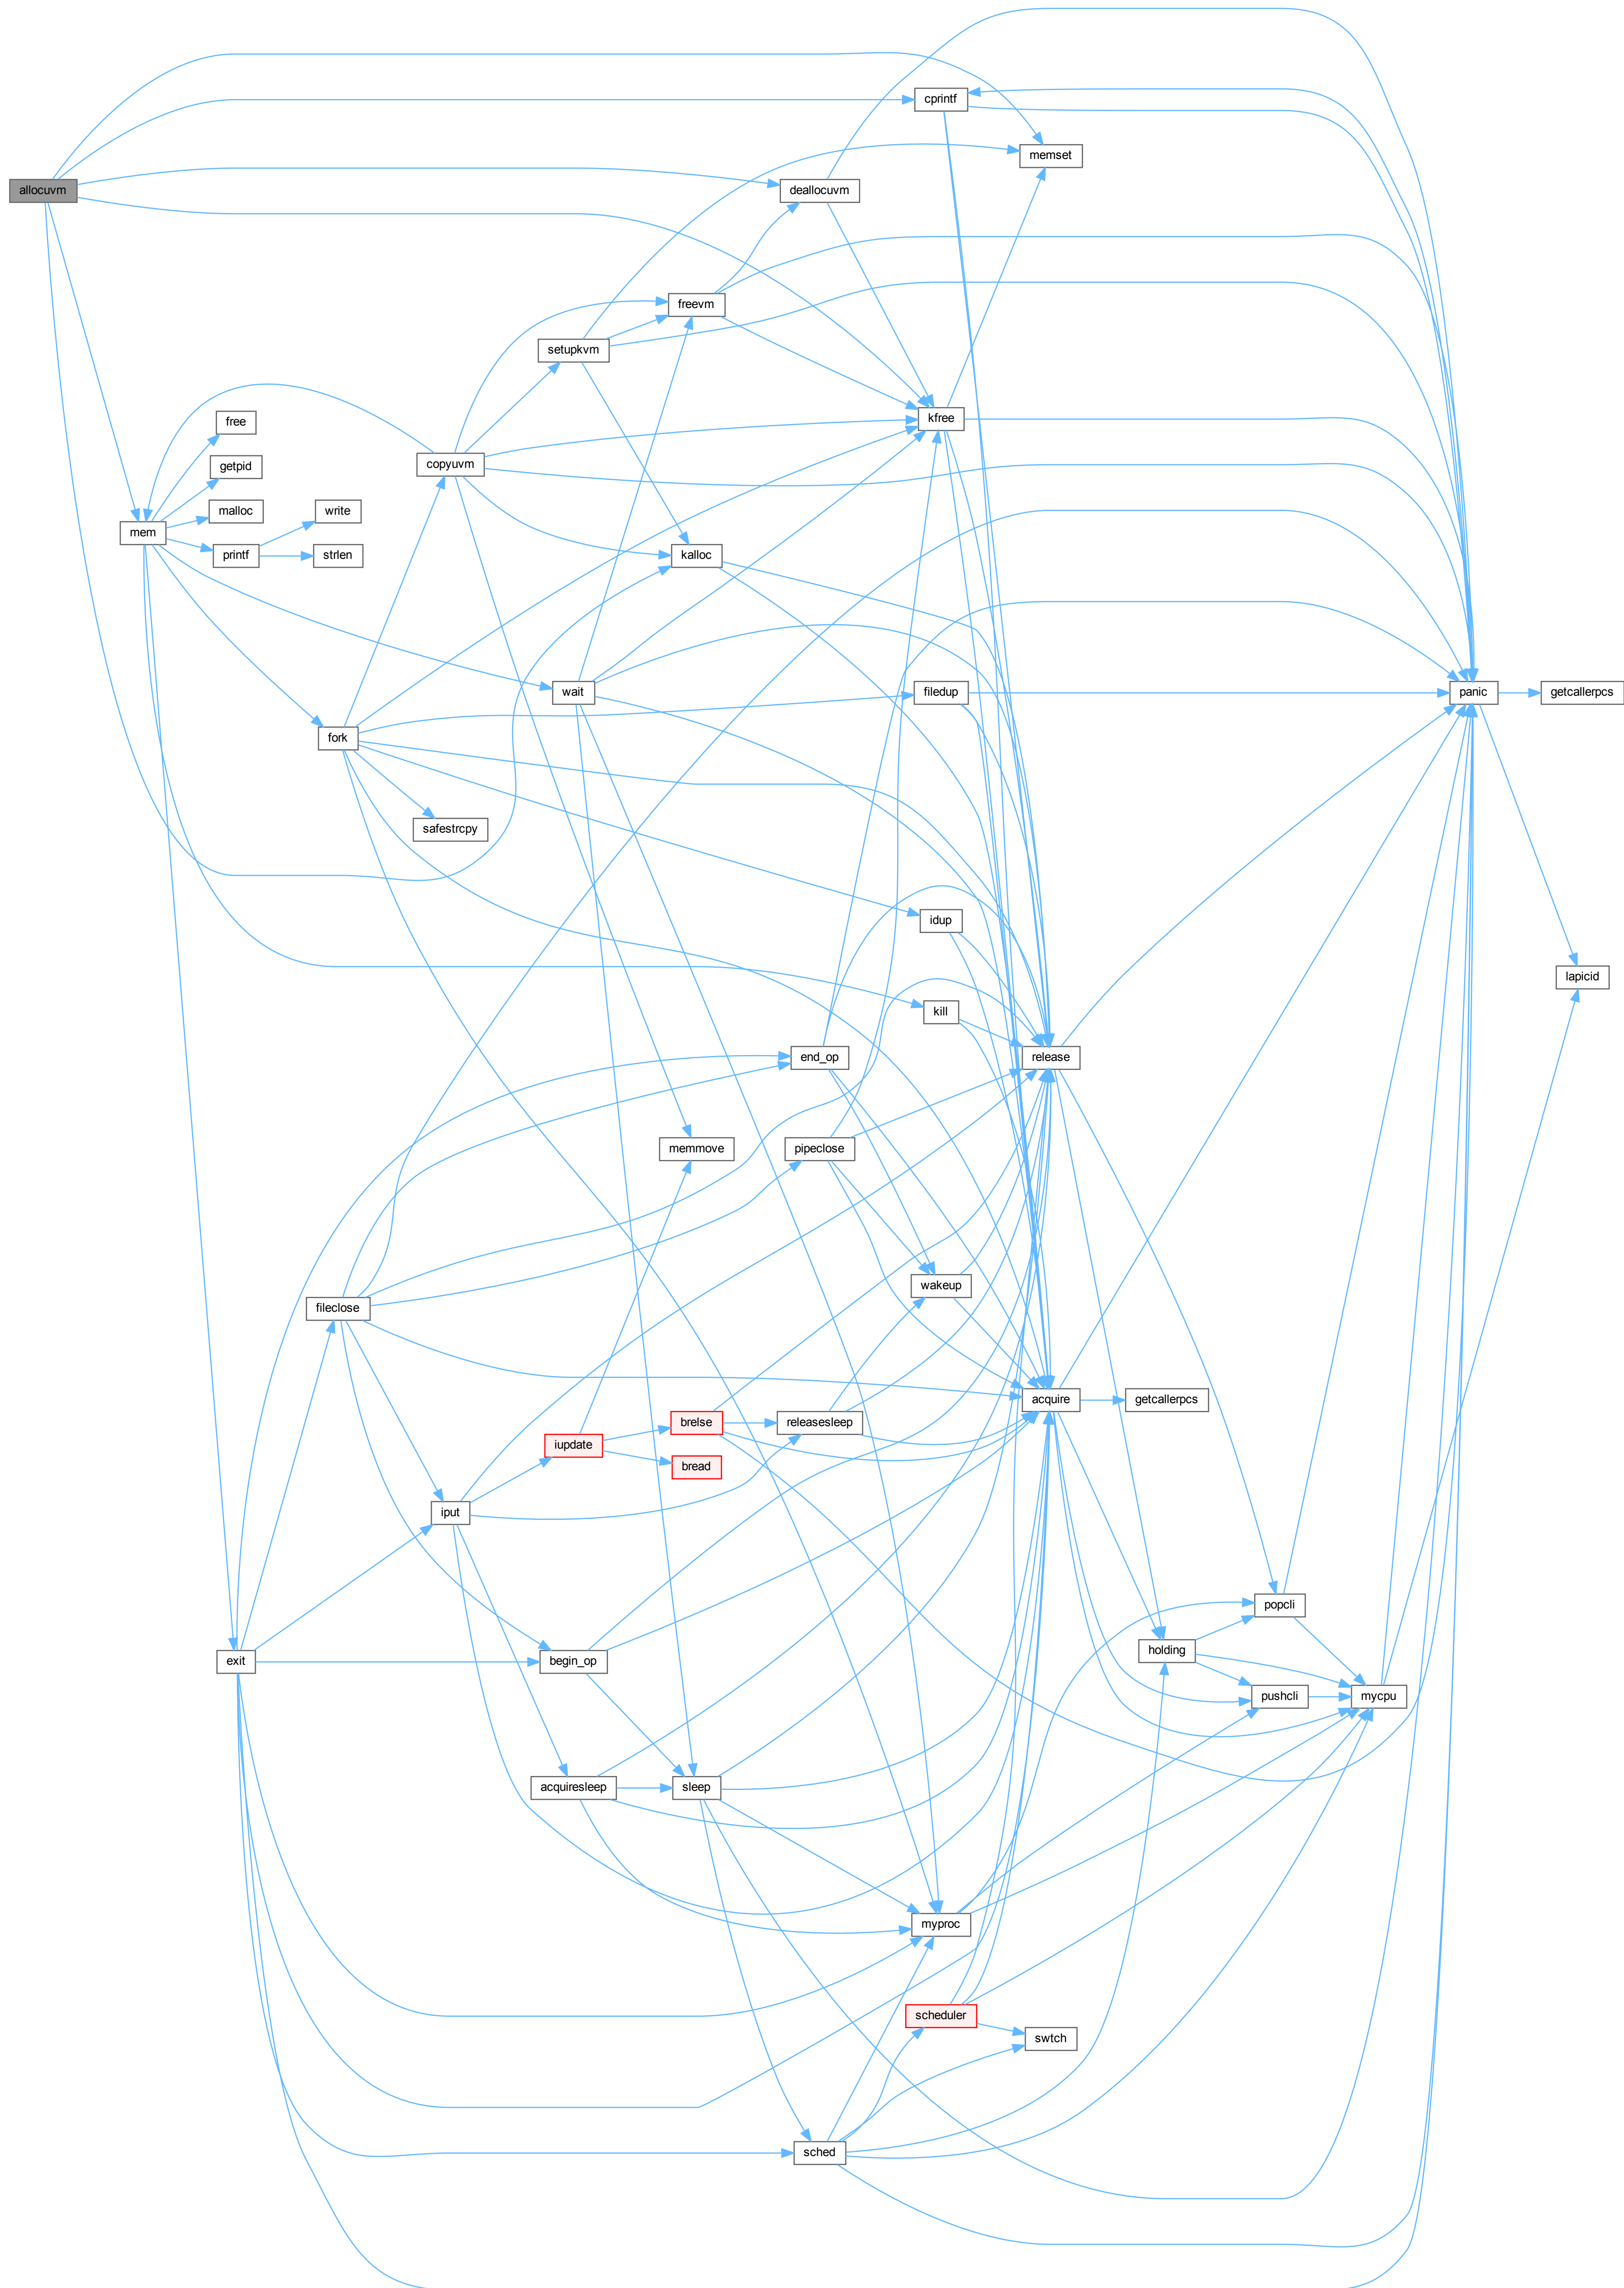 cprintf
memset
allocuvm
deallocuvm
freevm
setupkvm
kfree
free
copyuvm
getpid
malloc
write
mem
printf
strlen
kalloc
wait
filedup
panic
getcallerpcs
fork
safestrcpy
idup
lapicid
kill
end_op
release
memmove
pipeclose
wakeup
fileclose
acquire
getcallerpcs
brelse
releasesleep
iupdate
bread
iput
popcli
holding
exit
begin_op
pushcli
mycpu
acquiresleep
sleep
myproc
scheduler
swtch
sched